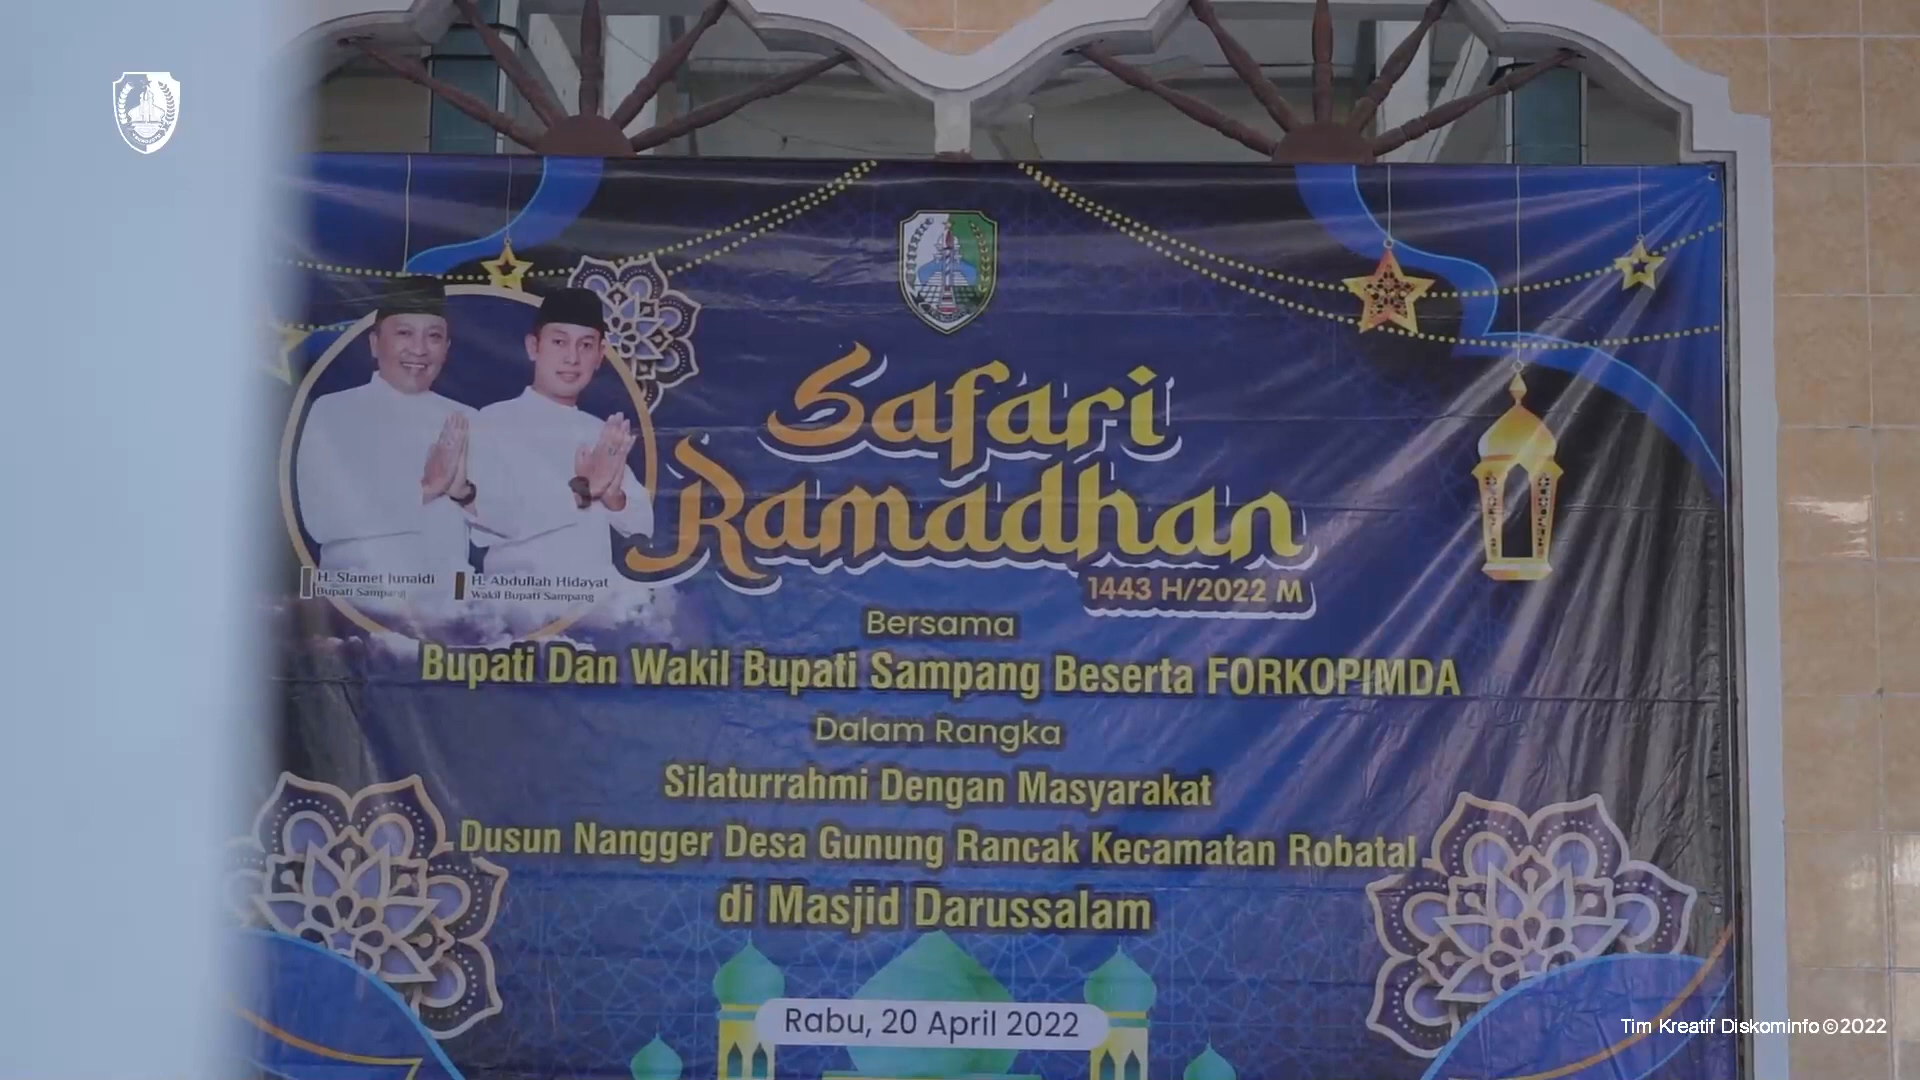 Safari
Ramadhan
1443 H/2022 M
H. Slamet Junaidi
Bupati Sampang
H. Abdullah Hidayat
Wakil Bupati Sampang
Bersama
Bupati Dan Wakil Bupati Sampang Beserta FORKOPIMDA
Dalam Rangka
Silaturrahmi Dengan Masyarakat
Dusun Nangger Desa Gunung Rancak Kecamatan Robatal
di Masjid Darussalam
Rabu, 20 April 2022
Tim Kreatif Diskominfo ©2022